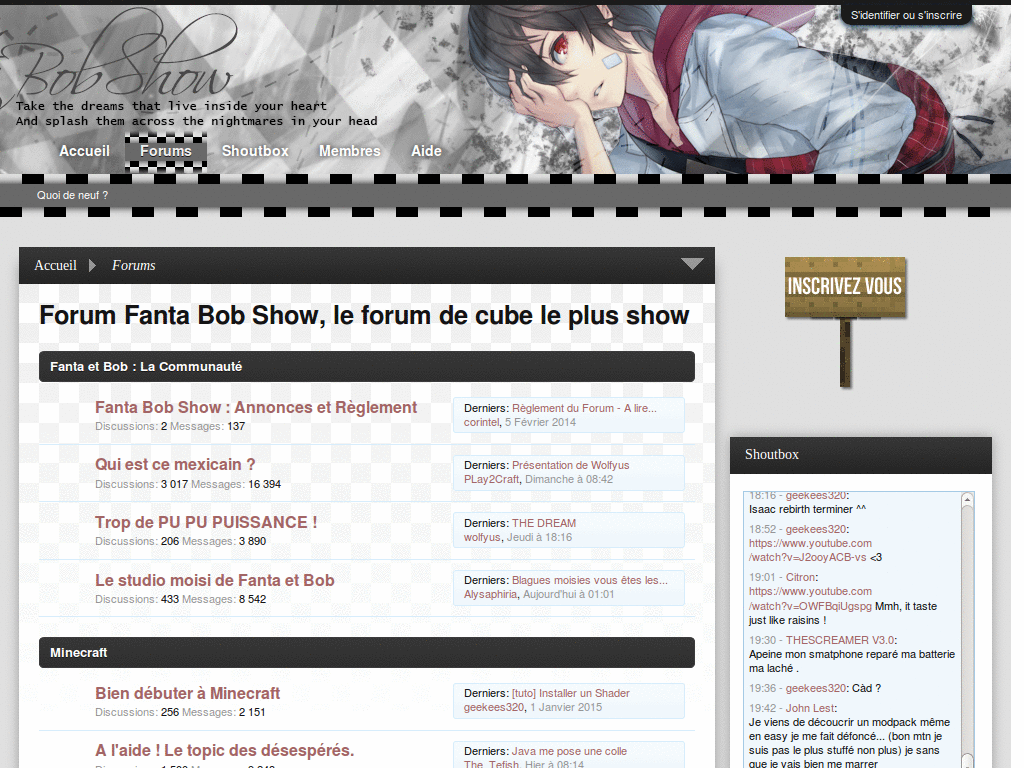 S'identifier ou s'inscrire
BobShow
Take the dreams that live inside your heart
And splash them across the nightmares in your head
Accueil Forums Shoutbox Membres Aide
Quoi de neuf ?
Accueil Forums
INSCRIVEZ VOUS
Forum Fanta Bob Show, le forum de cube le plus show
Fanta et Bob : La Communauté
Fanta Bob Show : Annonces et Règlement
Discussions: 2 Messages: 137
Derniers: Règlement du Forum - A lire...
corintel, 5 Février 2014
Qui est ce mexicain ?
Discussions: 3 017 Messages: 16 394
Derniers: Présentation de Wolfyus
PLay2Craft, Dimanche à 08:42
Trop de PU PU PUISSANCE !
Discussions: 206 Messages: 3 890
Derniers: THE DREAM
wolfyus, Jeudi à 18:16
Le studio moisi de Fanta et Bob
Discussions: 433 Messages: 8 542
Derniers: Blagues moisies vous êtes les...
Alysaphiria, Aujourd'hui à 01:01
Minecraft
Bien débuter à Minecraft
Discussions: 256 Messages: 2 151
Derniers: [tuto] Installer un Shader
geekees320, 1 Janvier 2015
A l'aide ! Le topic des désespérés.
Discussions: Messages:
Derniers: Java me pose une colle
The_Tefish, Hier à 08:14
Shoutbox
18:16 - geekees320:
Isaac rebirth terminer ^^
18:52 - geekees320:
https://www.youtube.com
/watch?v=J2ooyACB-vs <3
19:01 - Citron:
https://www.youtube.com
/watch?v=OWFBqiUgspg Mmh, it taste
just like raisins !
19:30 - THESCREAMER V3.0:
Apeine mon smatphone reparé ma batterie
ma laché .
19:36 - geekees320: Càd ?
19:42 - John Lest:
Je viens de découcrir un modpack même
en easy je me fait défoncé... (bon mtn je
suis pas le plus stuffé non plus) je sans
que je vais bien me marrer